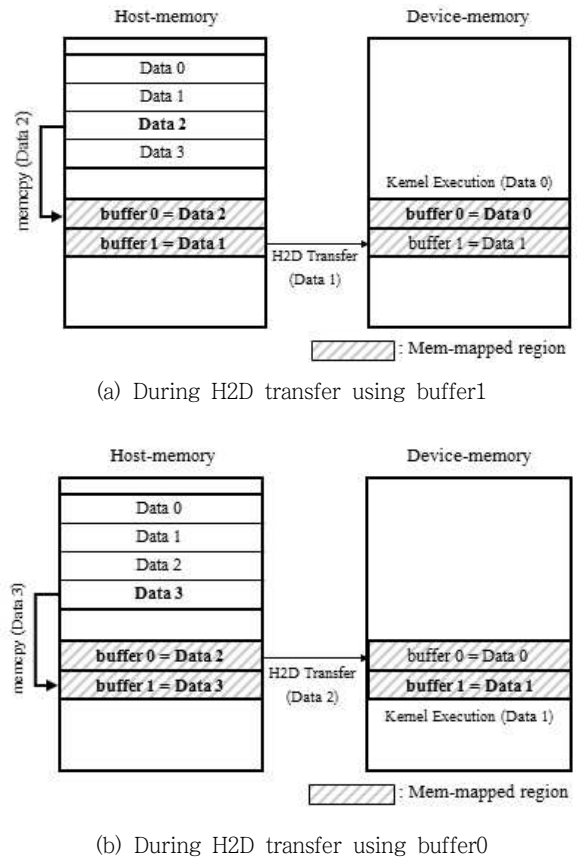 Host-memory
Device-memory
Data 0
Data 1
Data 2
Data 3
memcpy (Data 2)
Kernel Execution (Data 0)
buffer 0 = Data 2
buffer 0 = Data 0
buffer 1 = Data 1
buffer 1 = Data 1
H2D Transfer
(Data 1)
: Mem-mapped region
(a) During H2D transfer using buffer1
Host-memory
Device-memory
Data 0
Data 1
Data 2
Data 3
memcpy (Data 3)
buffer 0 = Data 2
buffer 0 = Data 0
H2D Transfer
(Data 2)
buffer 1 = Data 3
buffer 1 = Data 1
Kernel Execution (Data 1)
: Mem-mapped region
(b) During H2D transfer using buffer0